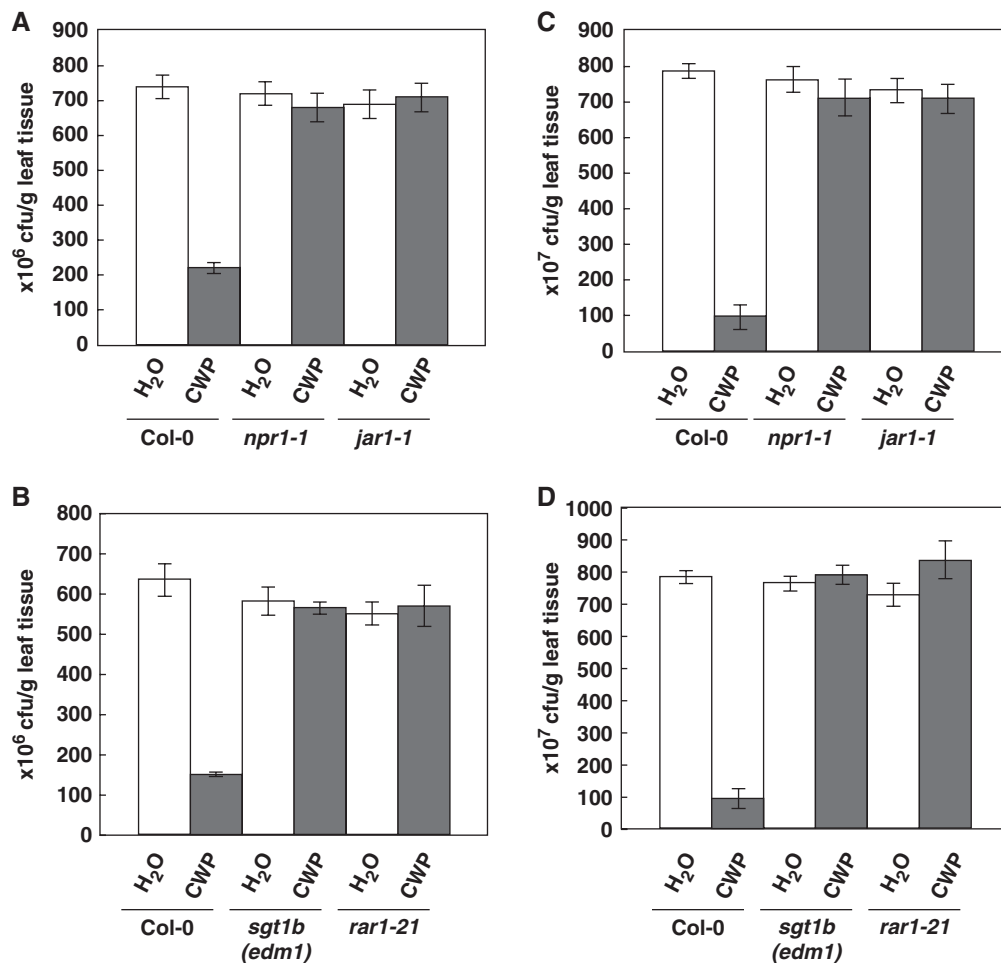 A
x10⁶ cfu/g leaf tissue
900
800
700
600
500
400
300
200
100
0
H₂O CWP H₂O CWP H₂O CWP
Col-0 npr1-1 jar1-1
C
x10⁷ cfu/g leaf tissue
900
800
700
600
500
400
300
200
100
0
H₂O CWP H₂O CWP H₂O CWP
Col-0 npr1-1 jar1-1
B
x10⁶ cfu/g leaf tissue
800
700
600
500
400
300
200
100
0
H₂O CWP H₂O CWP H₂O CWP
Col-0 sgt1b rar1-21
(edm1)
D
x10⁷ cfu/g leaf tissue
1000
900
800
700
600
500
400
300
200
100
0
H₂O CWP H₂O CWP H₂O CWP
Col-0 sgt1b rar1-21
(edm1)